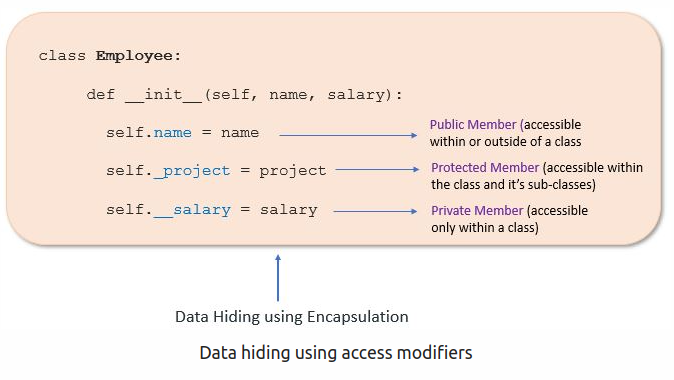 class Employee:
def __init__(self, name, salary):
self.name = name
Public Member (accessible
within or outside of a class
self._project = project
Protected Member (accessible within
the class and it's sub-classes)
self.__salary = salary
Private Member (accessible
only within a class)
Data Hiding using Encapsulation
Data hiding using access modifiers